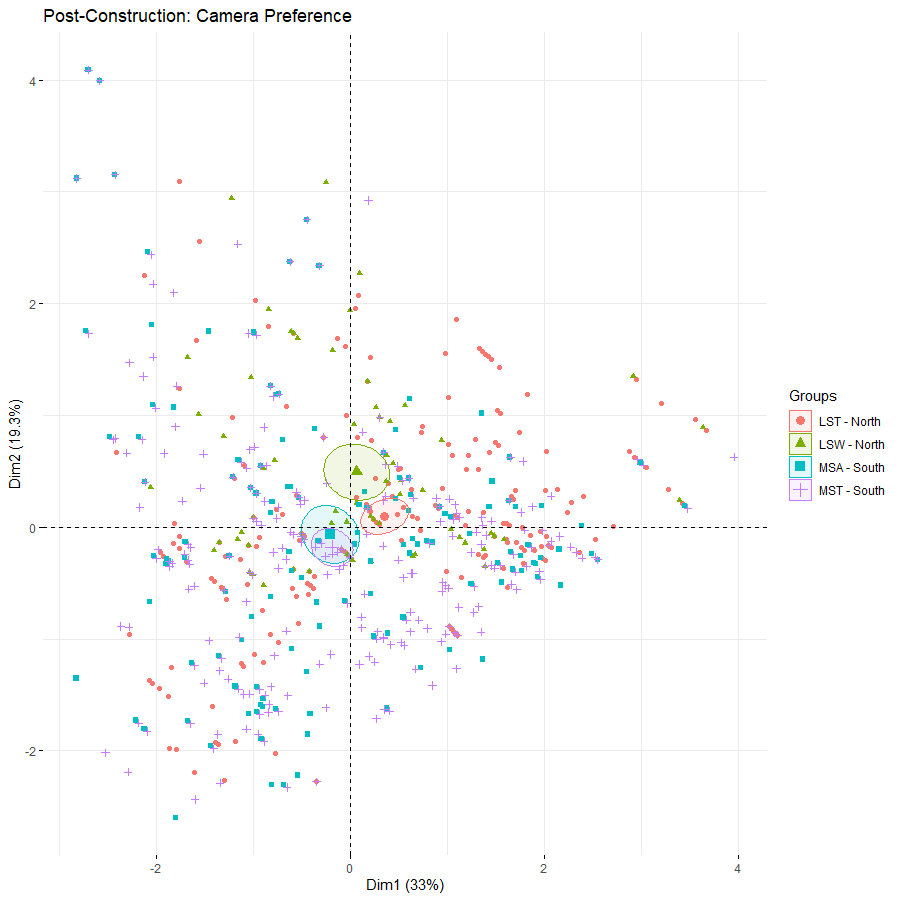 Post-Construction: Camera Preference
4
2
0
-2
Dim2 (19.3%)
-2
0
2
4
Dim1 (33%)
Groups
LST - North
LSW - North
MSA - South
MST - South